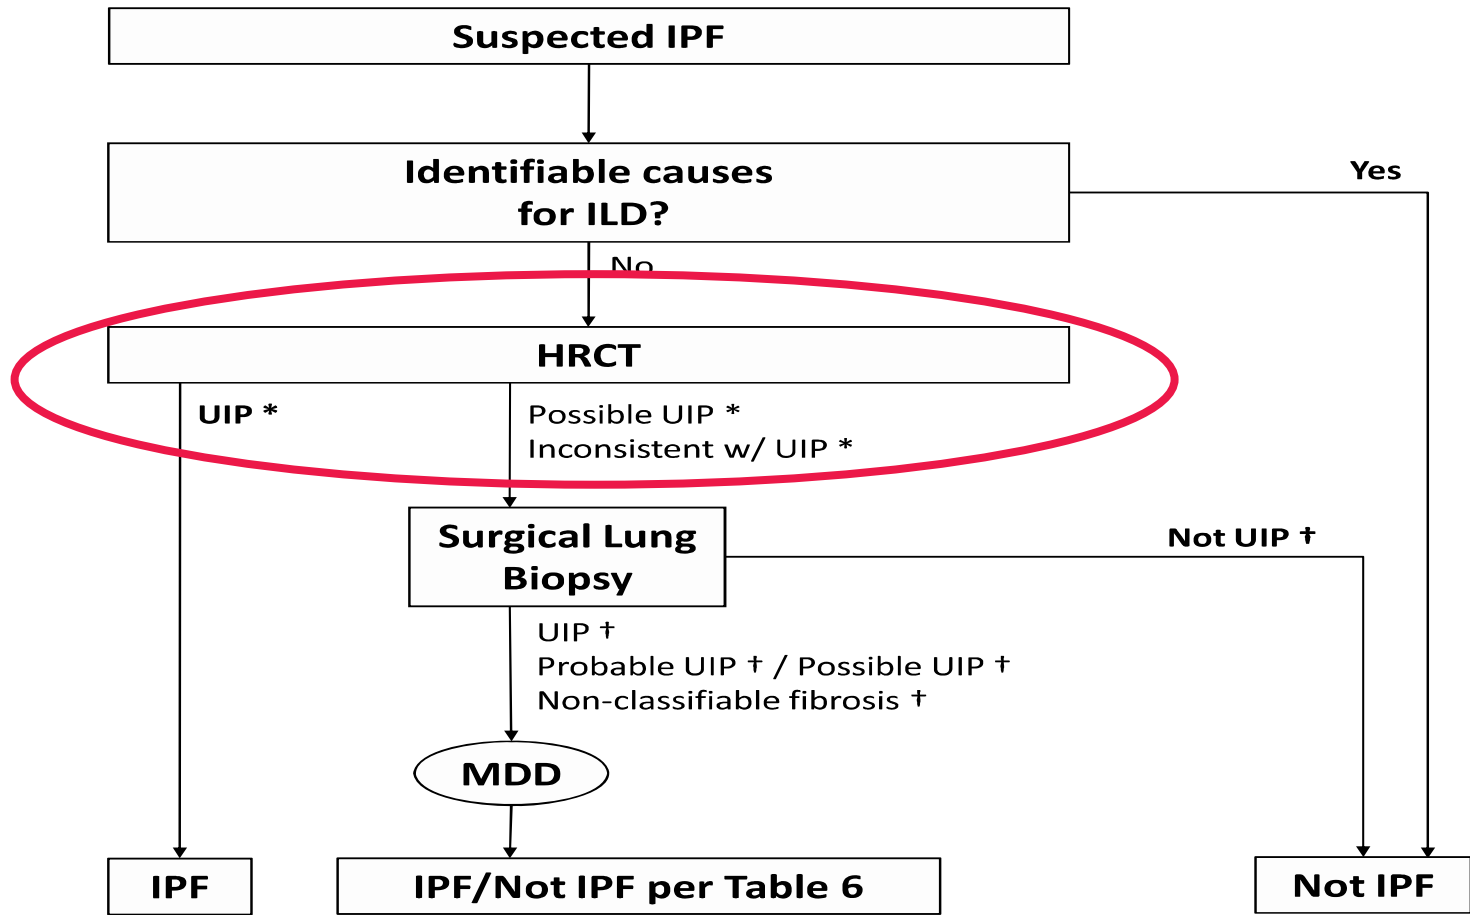 Suspected IPF
Identifiable causes
for ILD?
Yes
No
HRCT
UIP *
Possible UIP *
Inconsistent w/ UIP *
Surgical Lung
Biopsy
Not UIP †
UIP †
Probable UIP † / Possible UIP †
Non-classifiable fibrosis †
MDD
IPF
IPF/Not IPF per Table 6
Not IPF